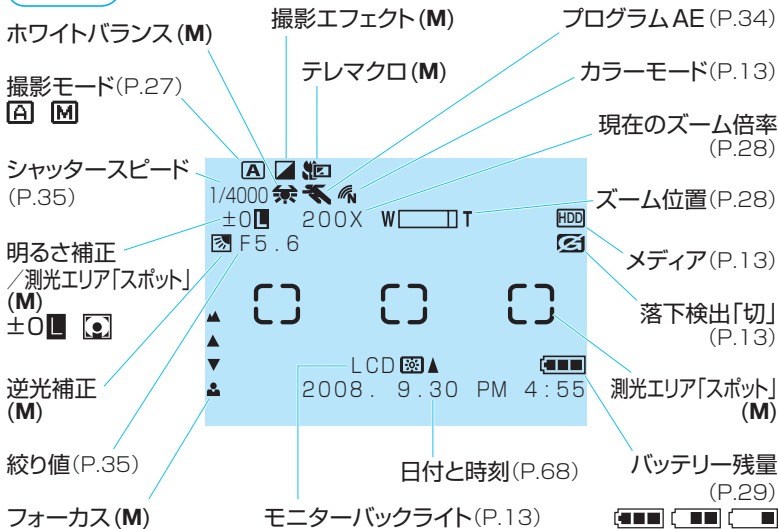 ホワイトバランス(M)
撮影エフェクト(M)
プログラムAE(P.34)
テレマクロ(M)
カラーモード(P.13)
撮影モード(P.27)
A M
現在のズーム倍率
(P.28)
シャッタースピード
(P.35)
ズーム位置(P.28)
明るさ補正
/測光エリア「スポット」
(M)
±0L
メディア(P.13)
落下検出「切」
(P.13)
逆光補正
(M)
測光エリア「スポット」
(M)
絞り値(P.35)
日付と時刻(P.68)
バッテリー残量
(P.29)
フォーカス(M)
モニターバックライト(P.13)
A
1/4000 N
±0L 200X W T HDD
F5.6
LCD
2008. 9.30 PM 4:55